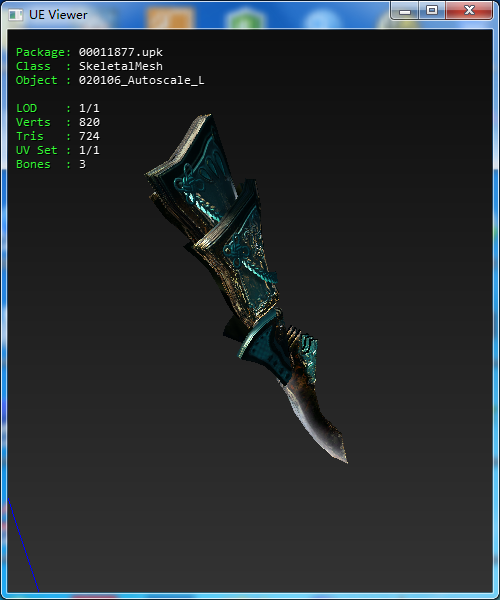 UE Viewer
Package: 00011877.upk
Class : SkeletalMesh
Object : 020106_Autoscale_L
LOD : 1/1
Verts : 820
Tris : 724
UV Set : 1/1
Bones : 3